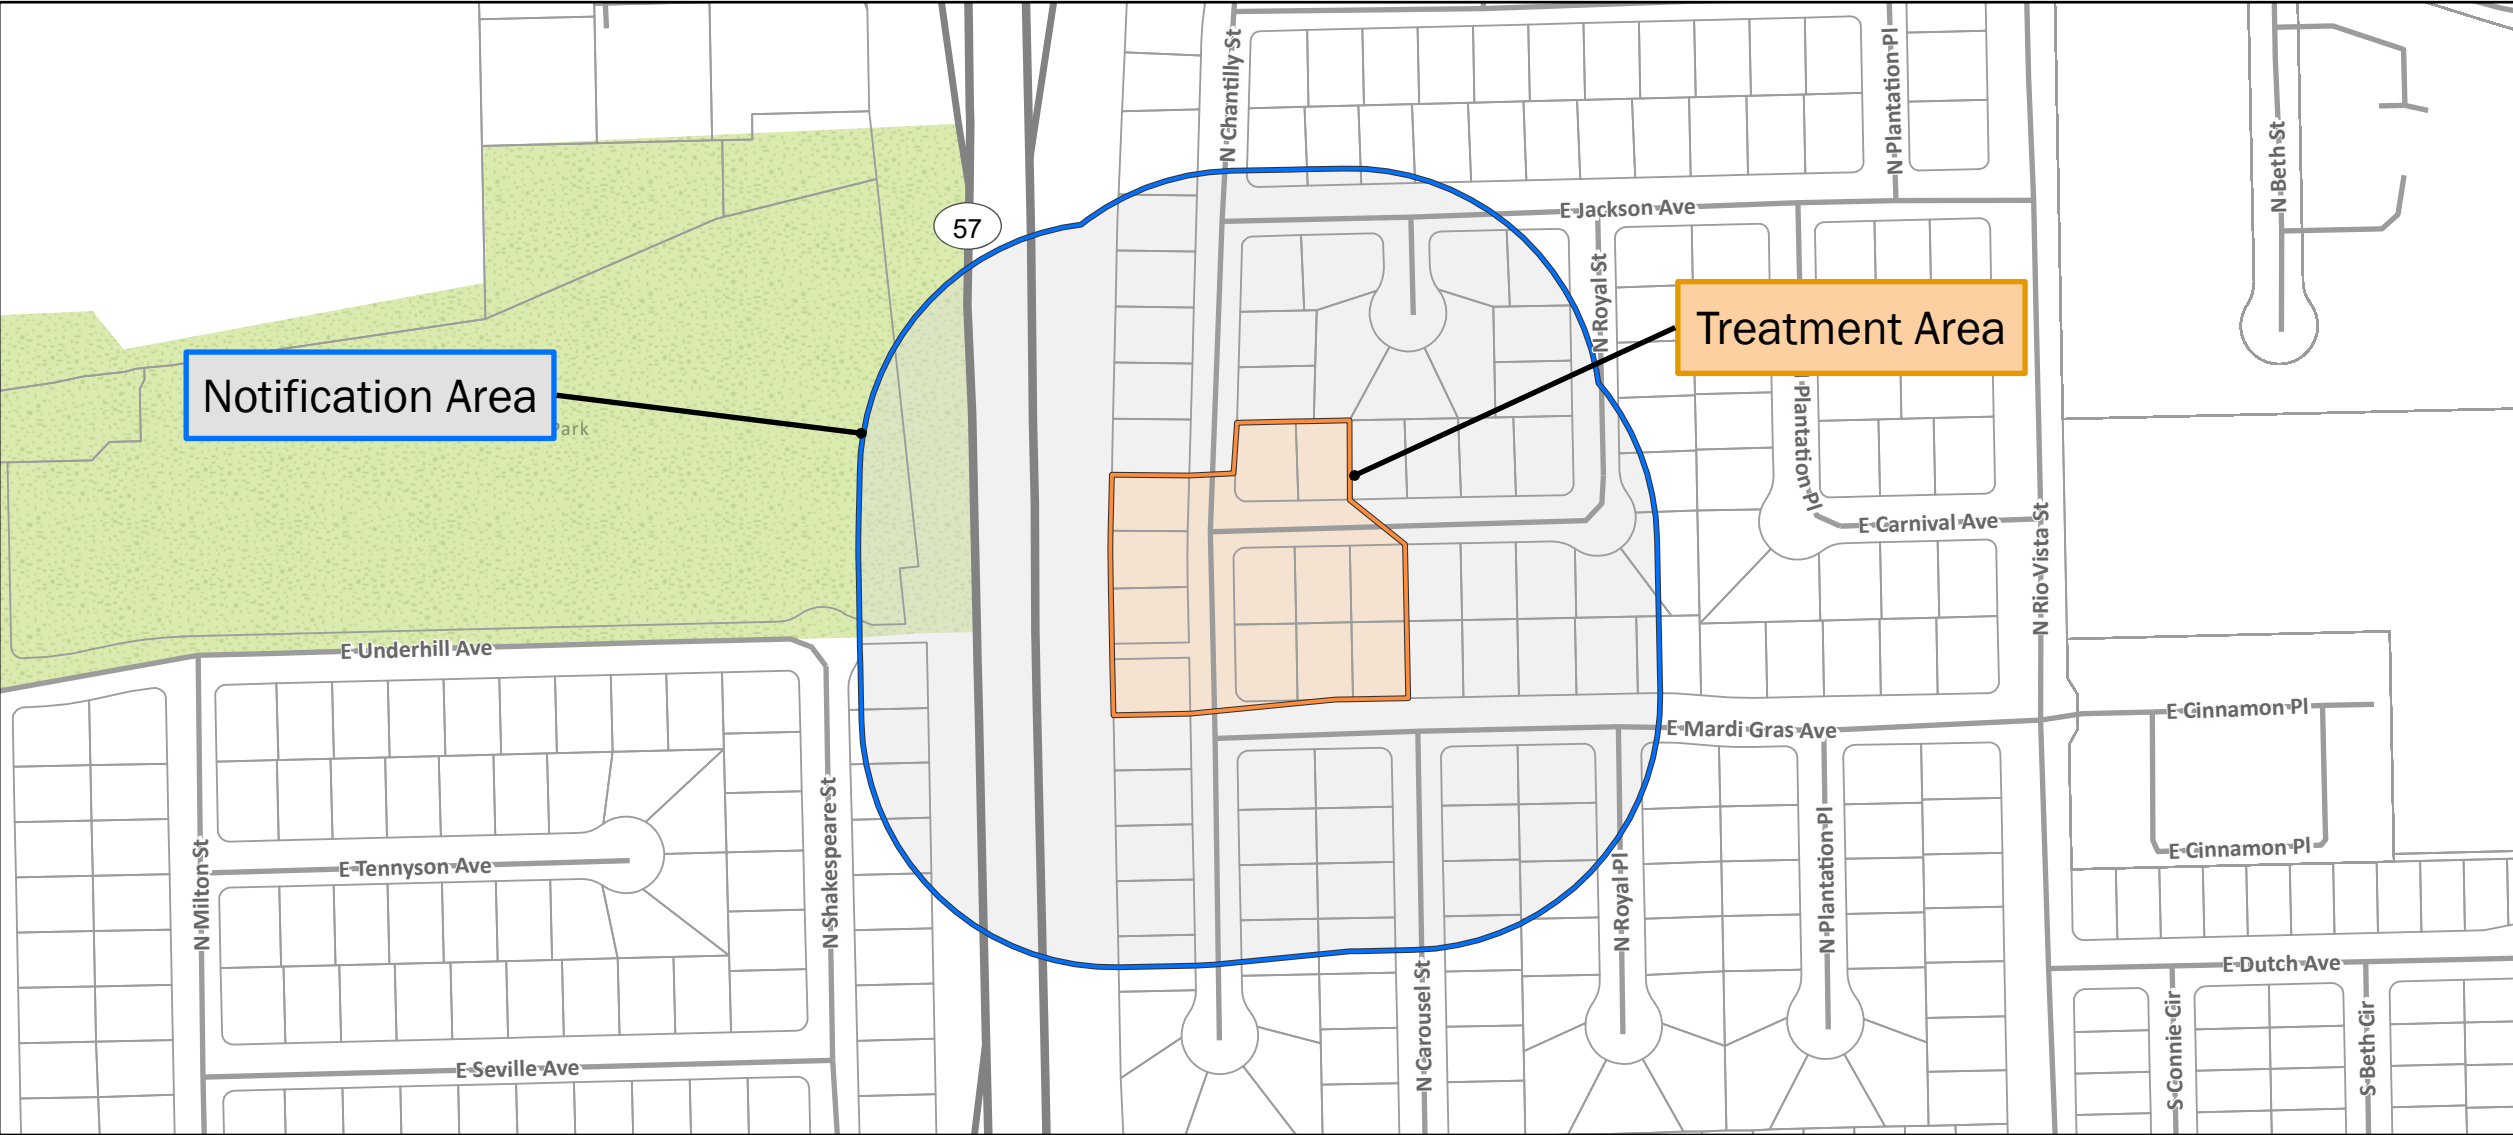 N Chantilly St
N Plantation Pl
N Beth St
57
E Jackson Ave
N Royal St
Treatment Area
Notification Area
Park
Plantation Pl
E Carnival Ave
N Rio Vista St
E Underhill Ave
E Cinnamon Pl
E Mardi Gras Ave
N Shakespeare St
N Milton St
E Tennyson Ave
N Royal Pl
N Plantation Pl
E Cinnamon Pl
N Carousel St
E Dutch Ave
S Connie Cir
S Beth Cir
E Seville Ave